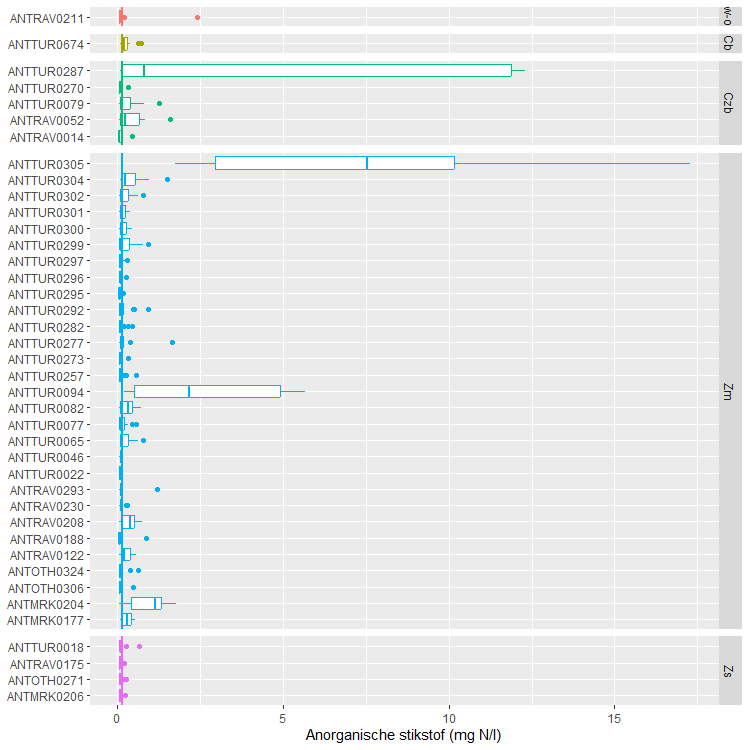 ANTRAV0211
ANTTUR0674
Cb
ANTTUR0287
ANTTUR0270
ANTTUR0079
ANTRAV0052
ANTRAV0014
Czb
ANTTUR0305
ANTTUR0304
ANTTUR0302
ANTTUR0301
ANTTUR0300
ANTTUR0299
ANTTUR0297
ANTTUR0296
ANTTUR0295
ANTTUR0292
ANTTUR0282
ANTTUR0277
ANTTUR0273
ANTTUR0257
ANTTUR0094
ANTTUR0082
ANTTUR0077
ANTTUR0065
ANTTUR0046
ANTTUR0022
ANTRAV0293
ANTRAV0230
ANTRAV0208
ANTRAV0188
ANTRAV0122
ANTOTH0324
ANTOTH0306
ANTMRK0204
ANTMRK0177
Zm
ANTTUR0018
ANTRAV0175
ANTOTH0271
ANTMRK0206
Zs
0 5 10 15
Anorganische stikstof (mg N/l)